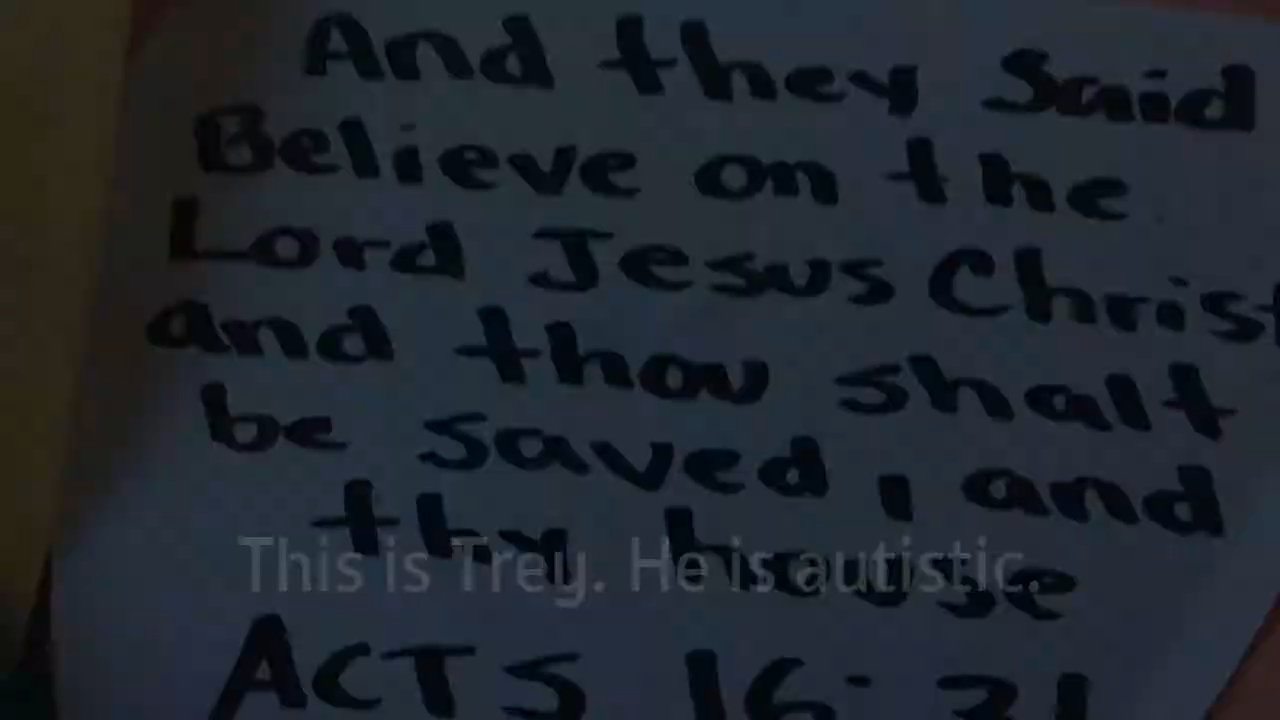 And they Said
Believe on the
Lord Jesus Christ
and thou shalt
be saved, and
thy house
This is Trey. He is autistic.
ACTS 16:31